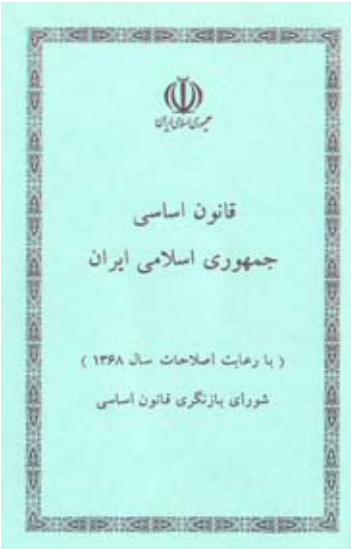 جمهوری اسلامی ایران
قانون اساسی
جمهوری اسلامی ایران
( با رعایت اصلاحات سال ۱۳۶۸ )
شورای بازنگری قانون اساسی